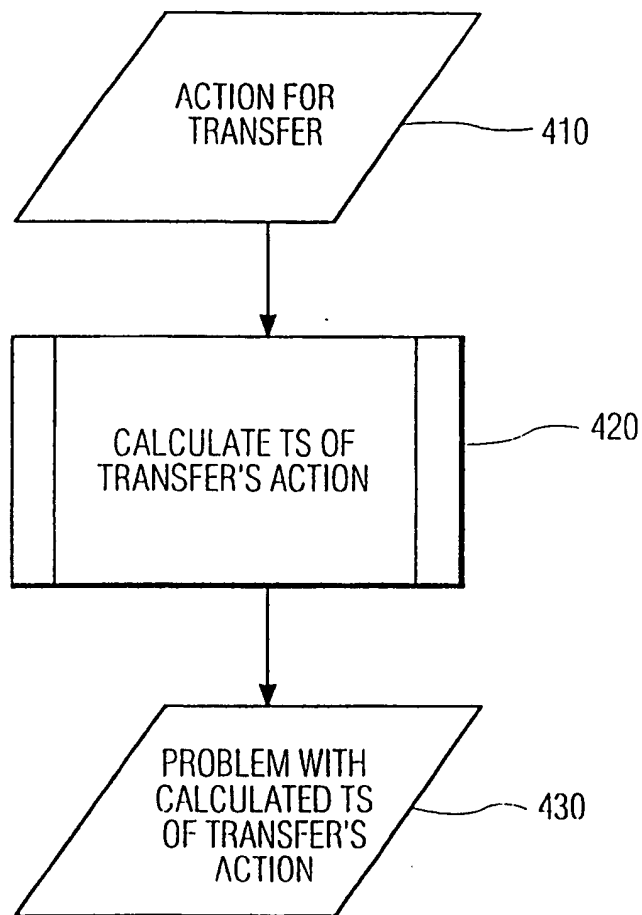 ACTION FOR
TRANSFER
410
CALCULATE TS OF
TRANSFER'S ACTION
420
PROBLEM WITH
CALCULATED TS
OF TRANSFER'S
ACTION
430